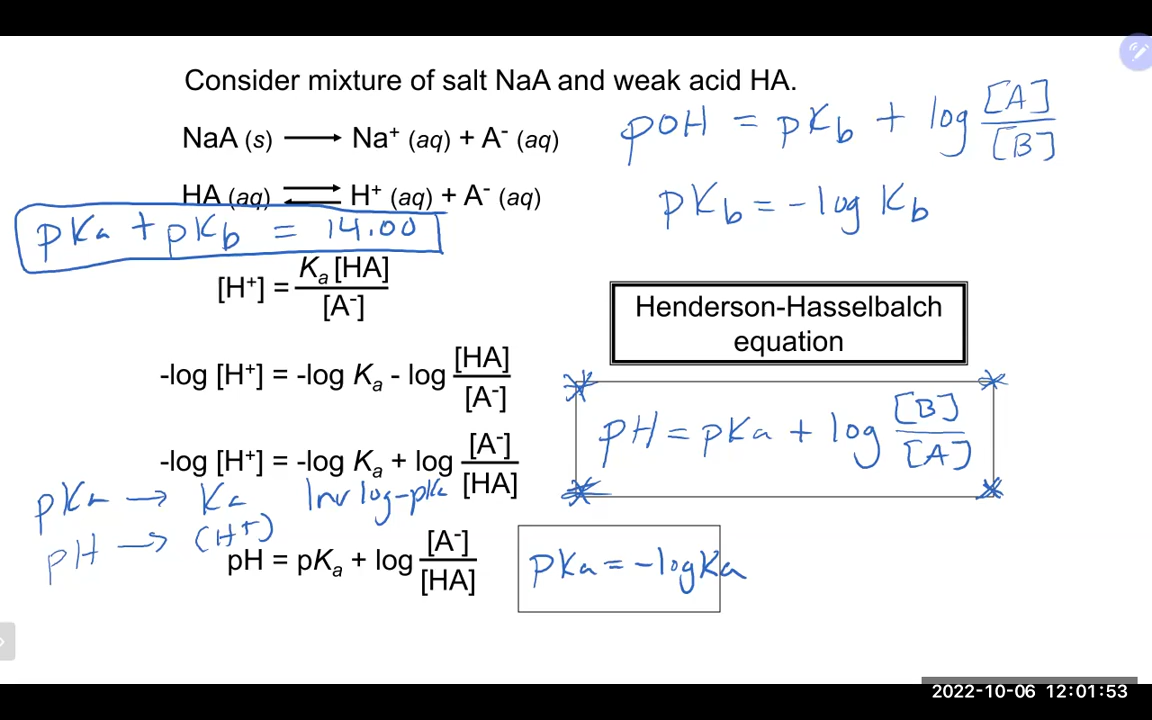 Consider mixture of salt NaA and weak acid HA.
NaA (s) ⟶ Na⁺ (aq) + A⁻ (aq)
HA (aq) ⇌ H⁺ (aq) + A⁻ (aq)
pKa + pKb = 14.00
[H⁺] = Ka [HA] / [A⁻]
-log [H⁺] = -log Ka - log [HA] / [A⁻]
-log [H⁺] = -log Ka + log [A⁻] / [HA]
pKa → Ka Inv log-pKa
pH → (H⁺)
pH = pKa + log [A⁻] / [HA]
pOH = pKb + log [A] / [B]
pKb = -log Kb
Henderson-Hasselbalch
equation
pH = pKa + log [B] / [A]
pKa = -logKa
2022-10-06 12:01:53